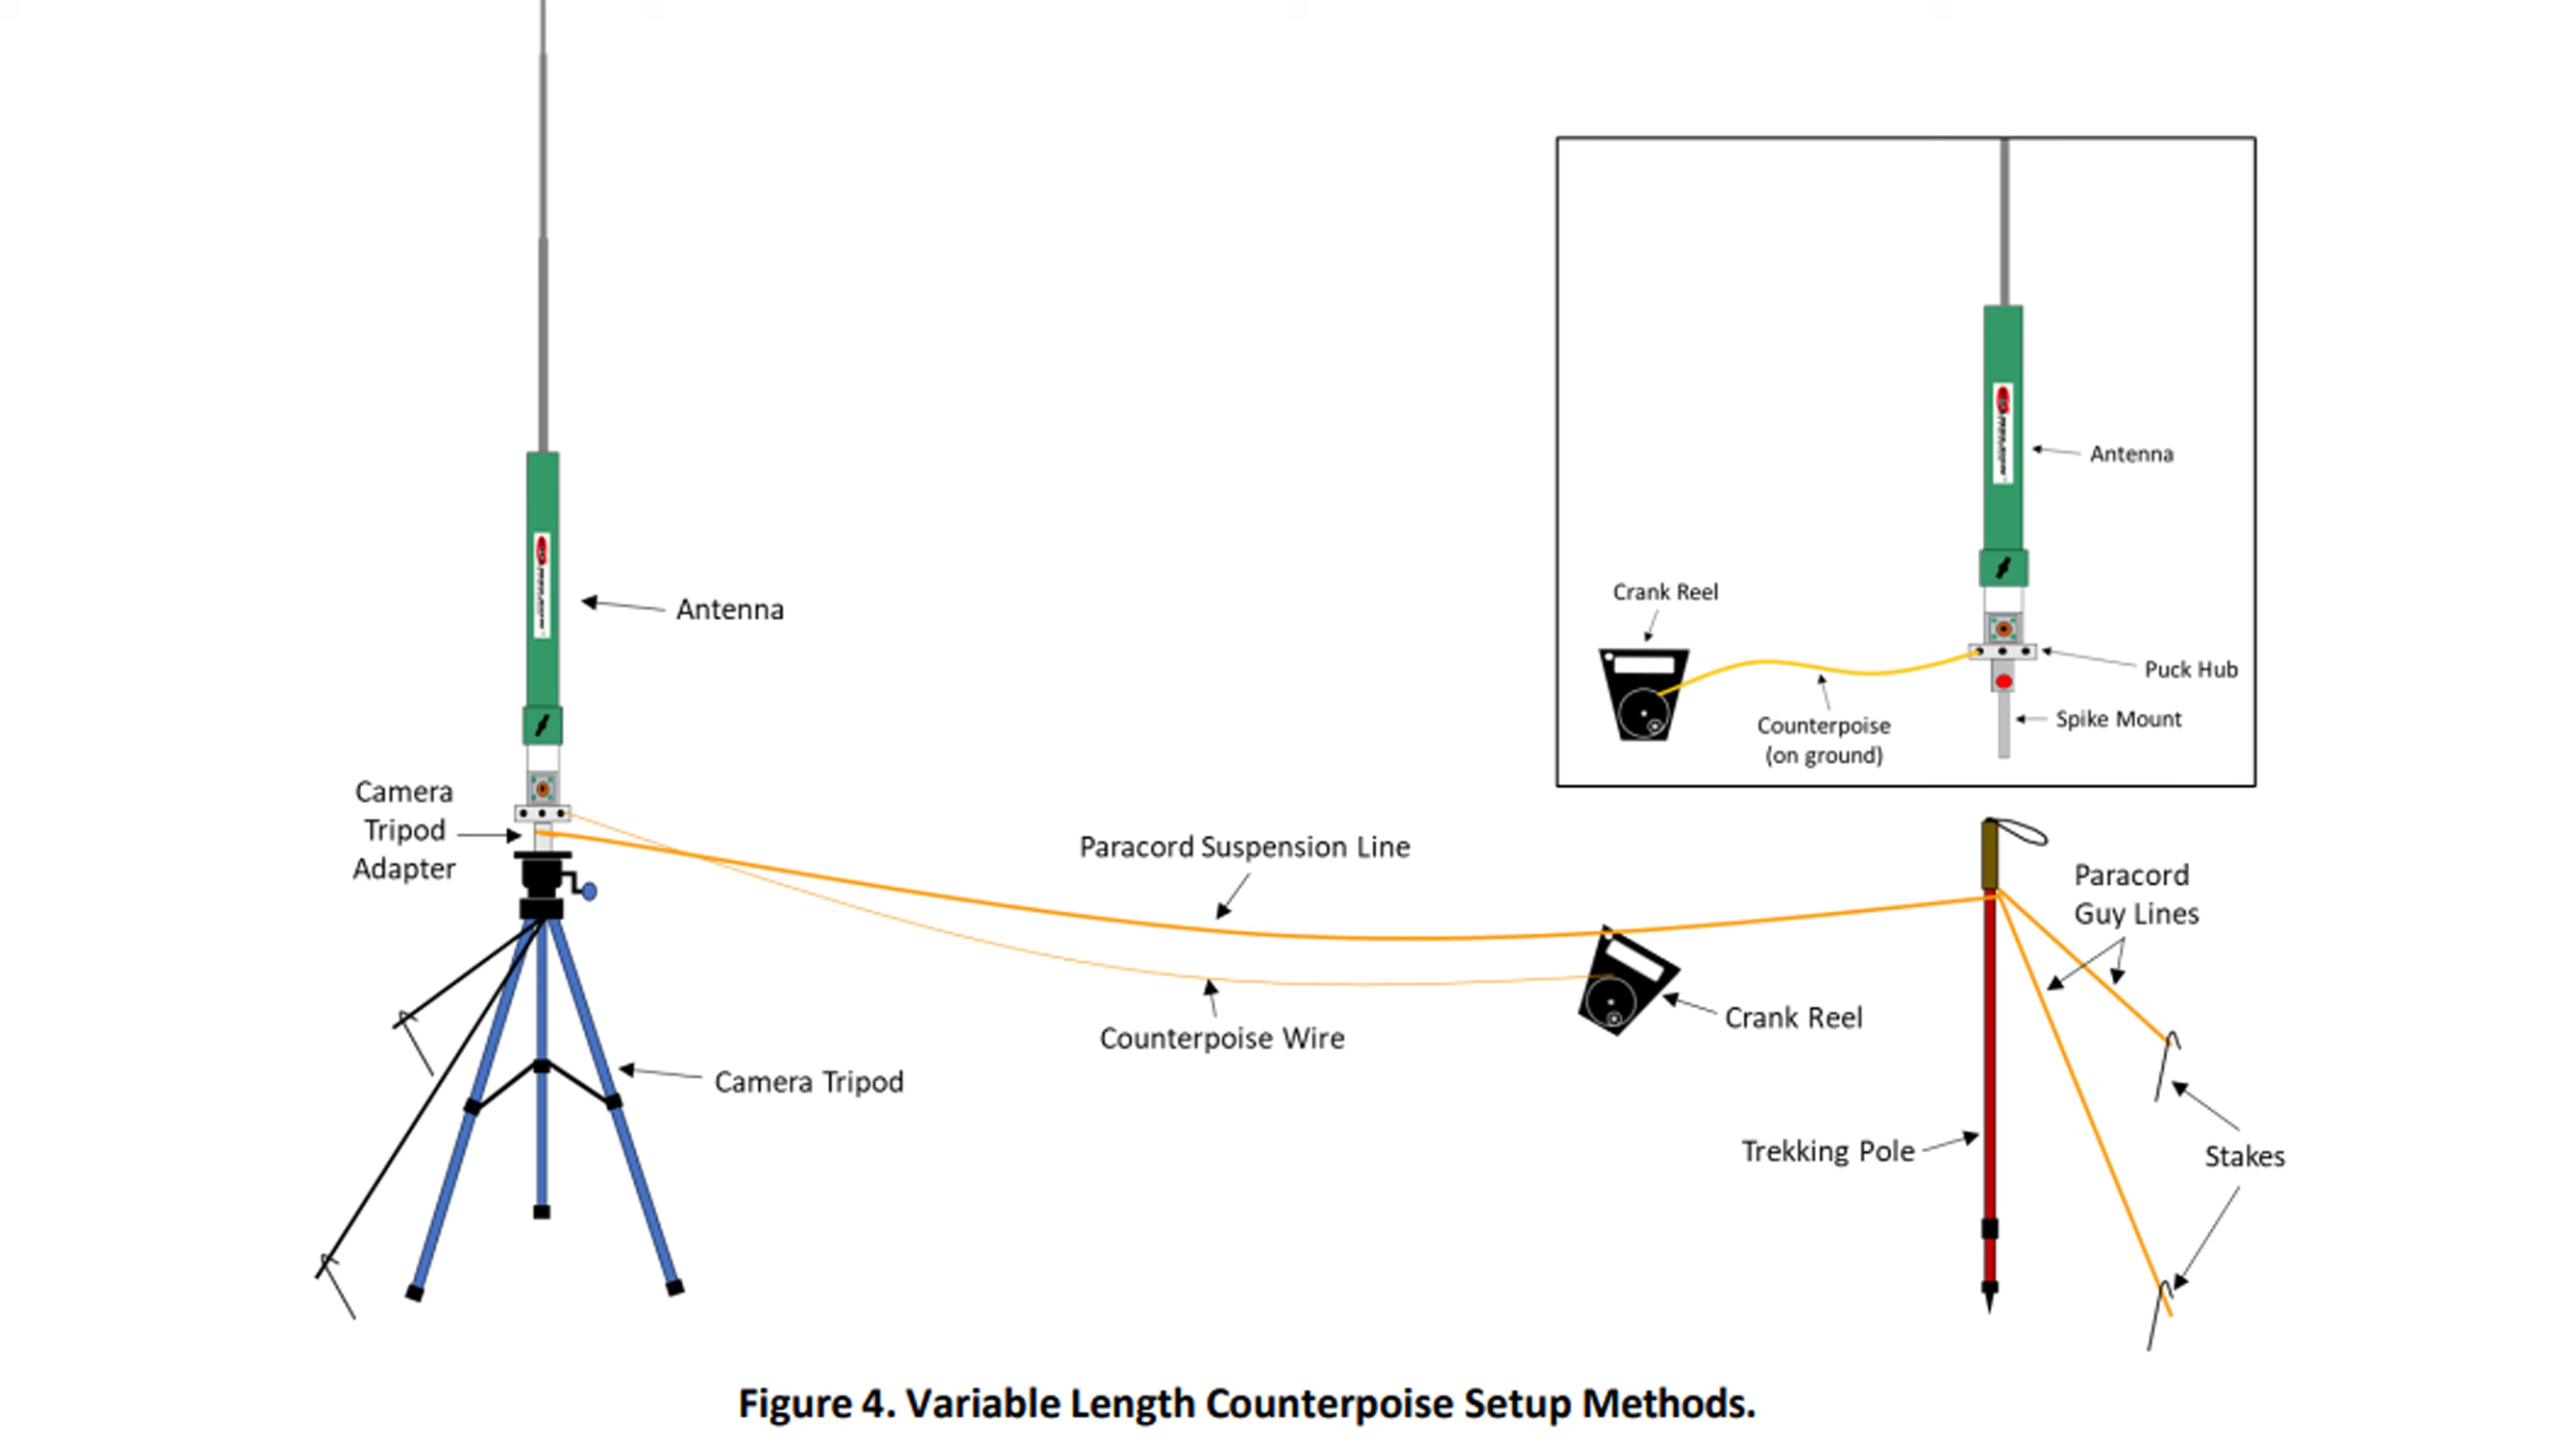 Antenna
Camera
Tripod
Adapter
Paracord Suspension Line
Counterpoise Wire
Camera Tripod
Crank Reel
Trekking Pole
Paracord
Guy Lines
Stakes
Antenna
Crank Reel
Counterpoise
(on ground)
Puck Hub
Spike Mount
Figure 4. Variable Length Counterpoise Setup Methods.